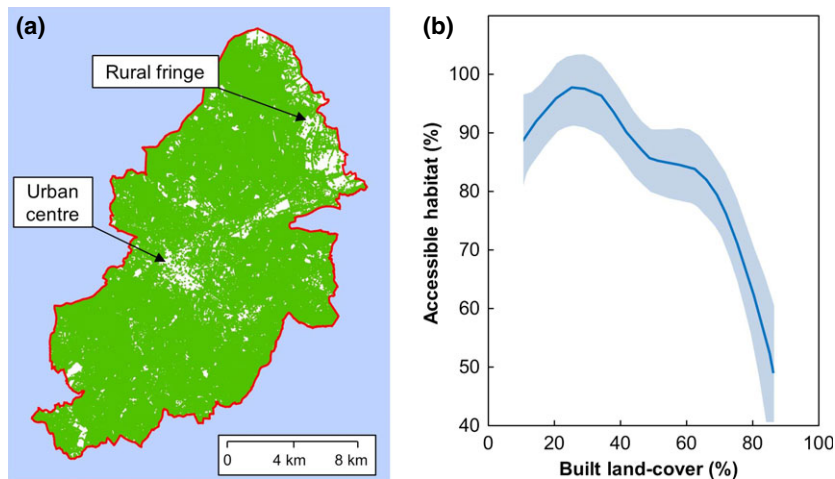 (a)
Rural fringe
Urban
centre
0 4 km 8 km
(b)
Accessible habitat (%)
100
90
80
70
60
50
40
0 20 40 60 80 100
Built land-cover (%)